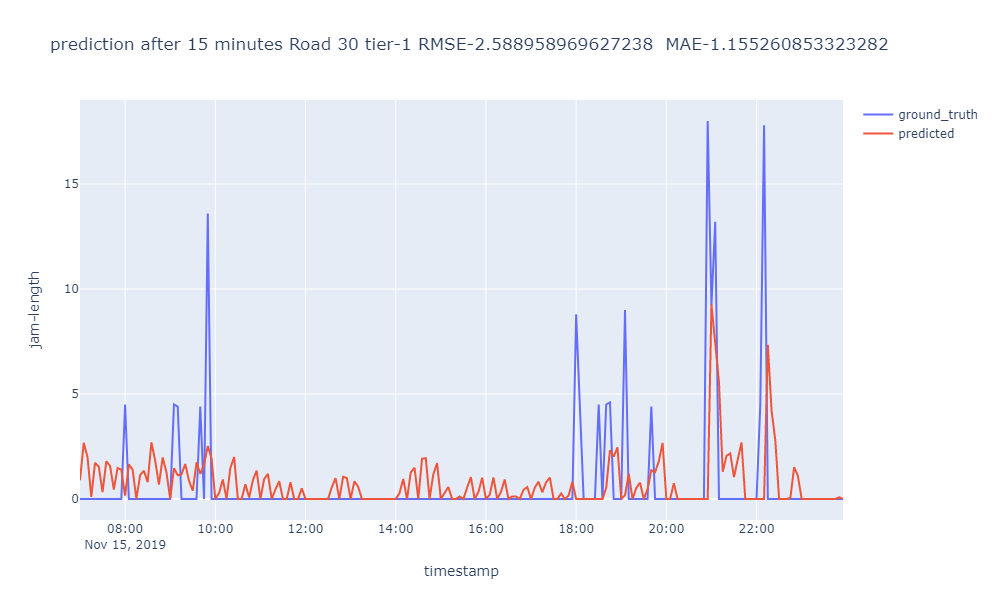 prediction after 15 minutes Road 30 tier-1 RMSE-2.588958969627238  MAE-1.155260853323282
ground_truth
predicted
15
10
5
0
jam-length
08:00 10:00 12:00 14:00 16:00 18:00 20:00 22:00
Nov 15, 2019
timestamp